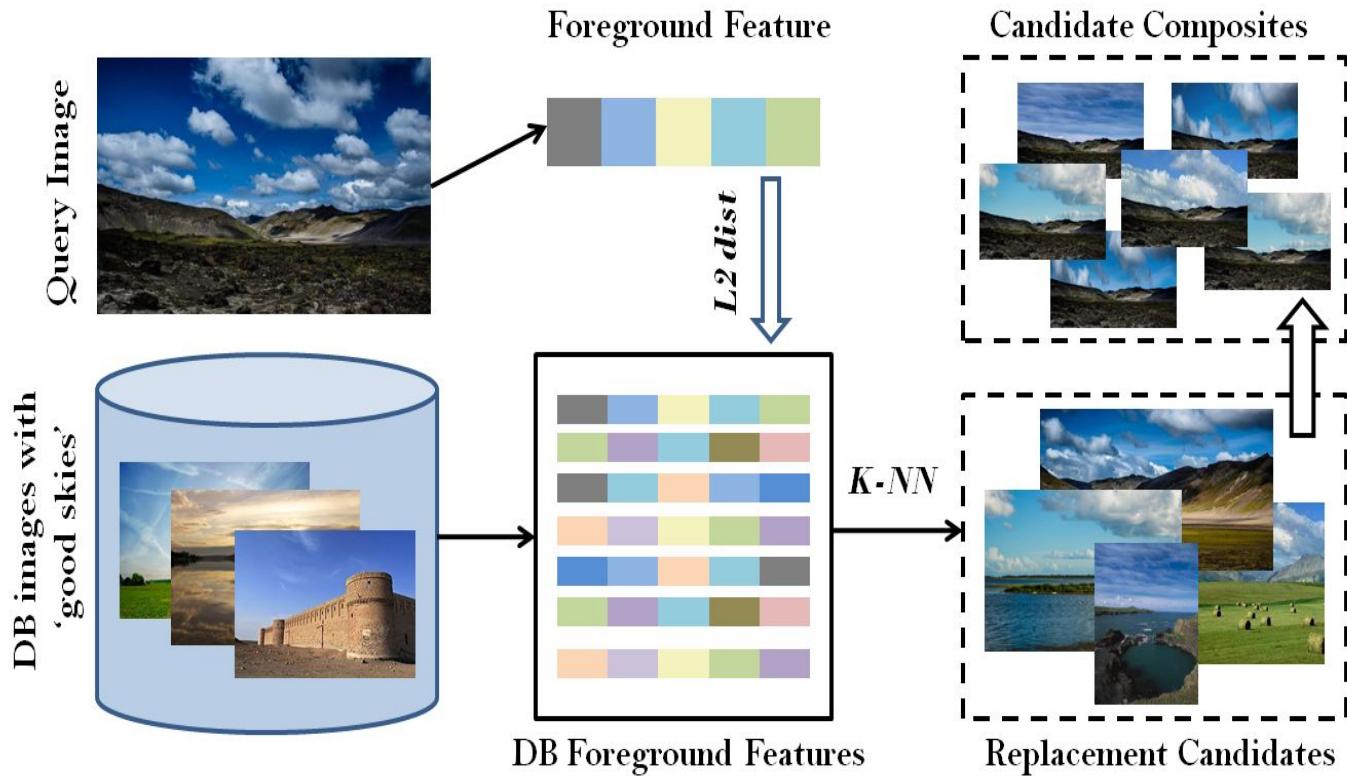 Foreground Feature
Candidate Composites
Query Image
L2 dist
DB images with
‘good skies’
K-NN
DB Foreground Features
Replacement Candidates